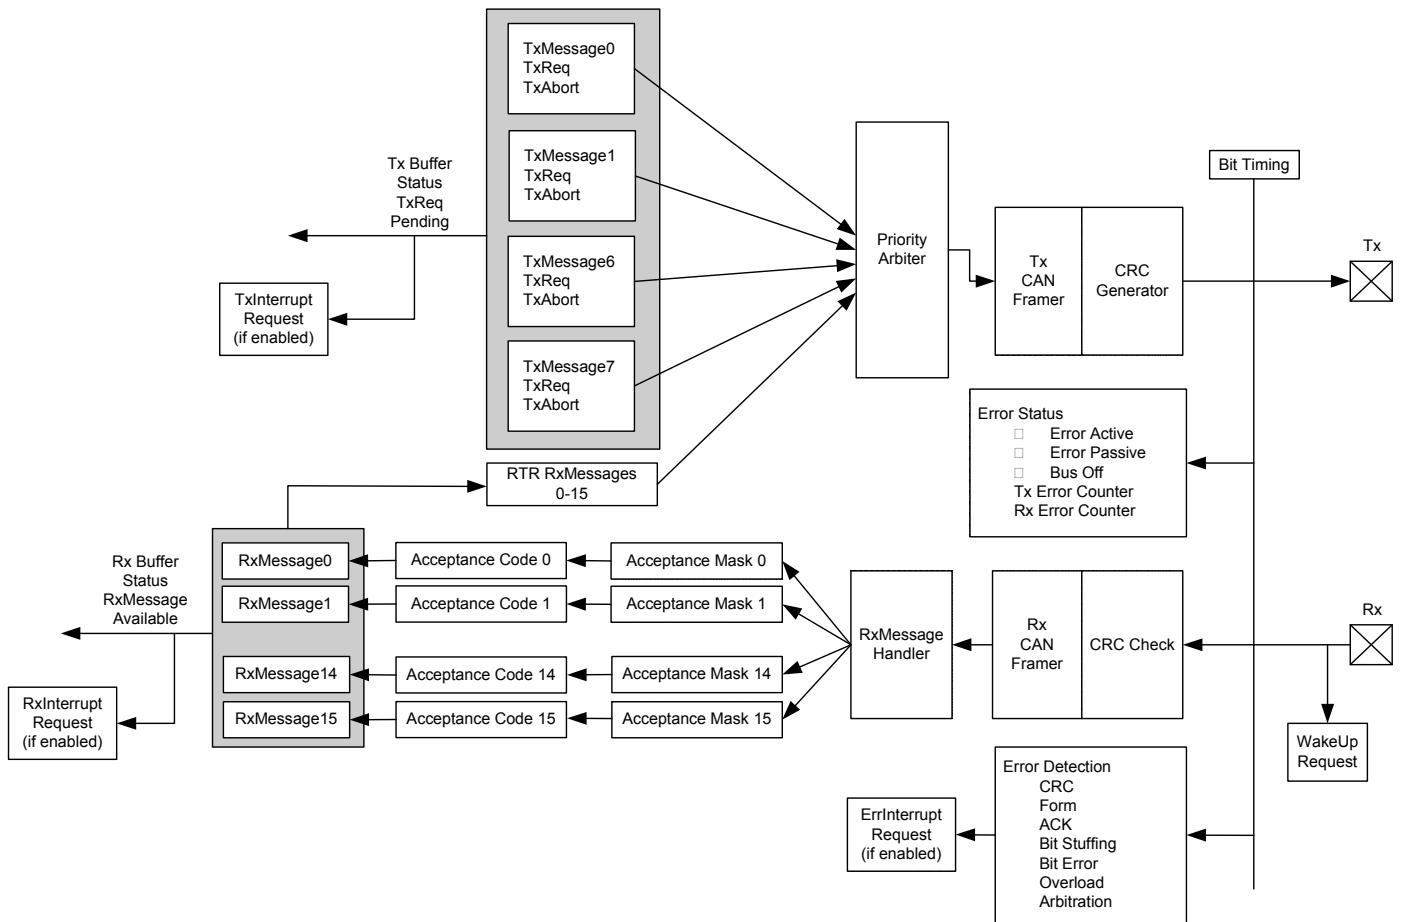 TxMessage0
TxReq
TxAbort
TxMessage1
TxReq
TxAbort
TxMessage6
TxReq
TxAbort
TxMessage7
TxReq
TxAbort
Tx Buffer
Status
TxReq
Pending
TxInterrupt
Request
(if enabled)
Priority
Arbiter
Tx
CAN
Framer
CRC
Generator
Bit Timing
Tx
Error Status
Error Active
Error Passive
Bus Off
Tx Error Counter
Rx Error Counter
RTR RxMessages
0-15
Rx Buffer
Status
RxMessage
Available
RxInterrupt
Request
(if enabled)
RxMessage0
Acceptance Code 0
Acceptance Mask 0
RxMessage1
Acceptance Code 1
Acceptance Mask 1
RxMessage14
Acceptance Code 14
Acceptance Mask 14
RxMessage15
Acceptance Code 15
Acceptance Mask 15
RxMessage
Handler
Rx
CAN
Framer
CRC Check
Rx
WakeUp
Request
Error Detection
CRC
Form
ACK
Bit Stuffing
Bit Error
Overload
Arbitration
ErrInterrupt
Request
(if enabled)